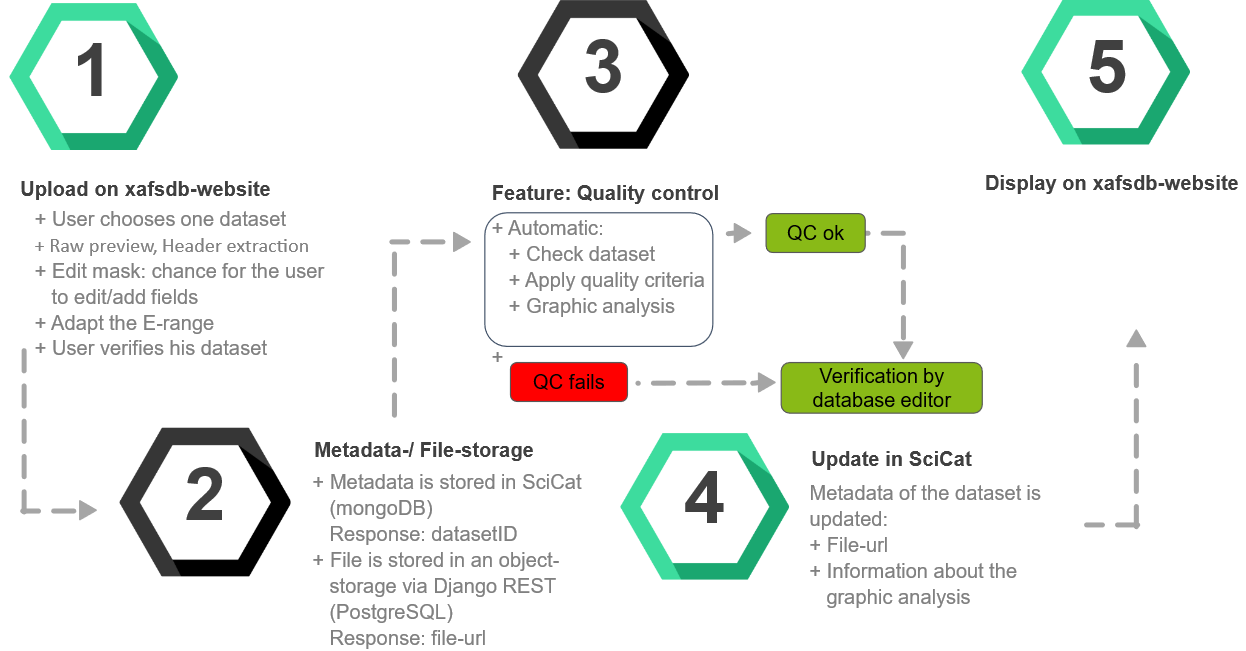 1
Upload on xafsdb-website
+ User chooses one dataset
+ Raw preview, Header extraction
+ Edit mask: chance for the user
to edit/add fields
+ Adapt the E-range
+ User verifies his dataset
2
Metadata-/ File-storage
+ Metadata is stored in SciCat
(mongoDB)
Response: datasetID
+ File is stored in an object-
storage via Django REST
(PostgreSQL)
Response: file-url
3
Feature: Quality control
+ Automatic:
+ Check dataset
+ Apply quality criteria
+ Graphic analysis
+
QC ok
QC fails
Verification by
database editor
4
Update in SciCat
Metadata of the dataset is
updated:
+ File-url
+ Information about the
graphic analysis
5
Display on xafsdb-website